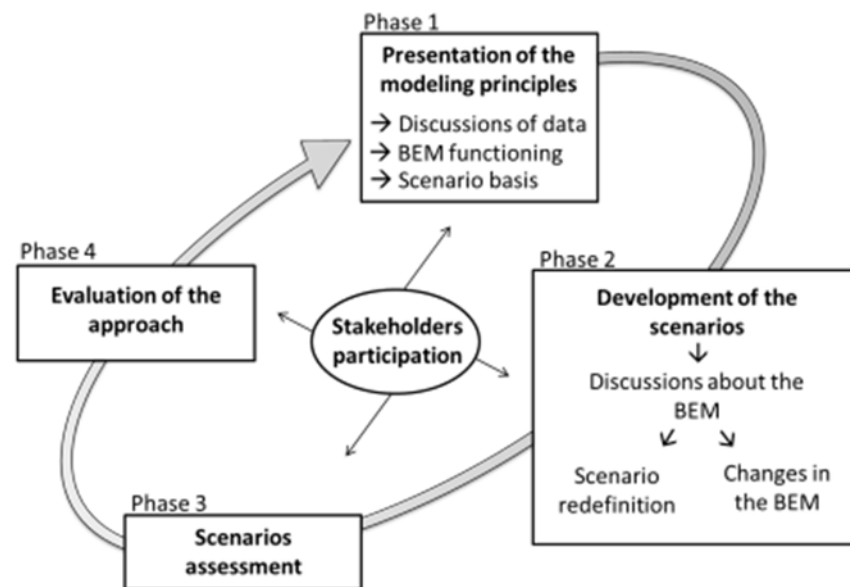 Phase 1
Presentation of the
modeling principles
→ Discussions of data
→ BEM functioning
→ Scenario basis
Phase 2
Development of the
scenarios
Discussions about the
BEM
Scenario
redefinition
Changes in
the BEM
Phase 3
Scenarios
assessment
Phase 4
Evaluation of the
approach
Stakeholders
participation